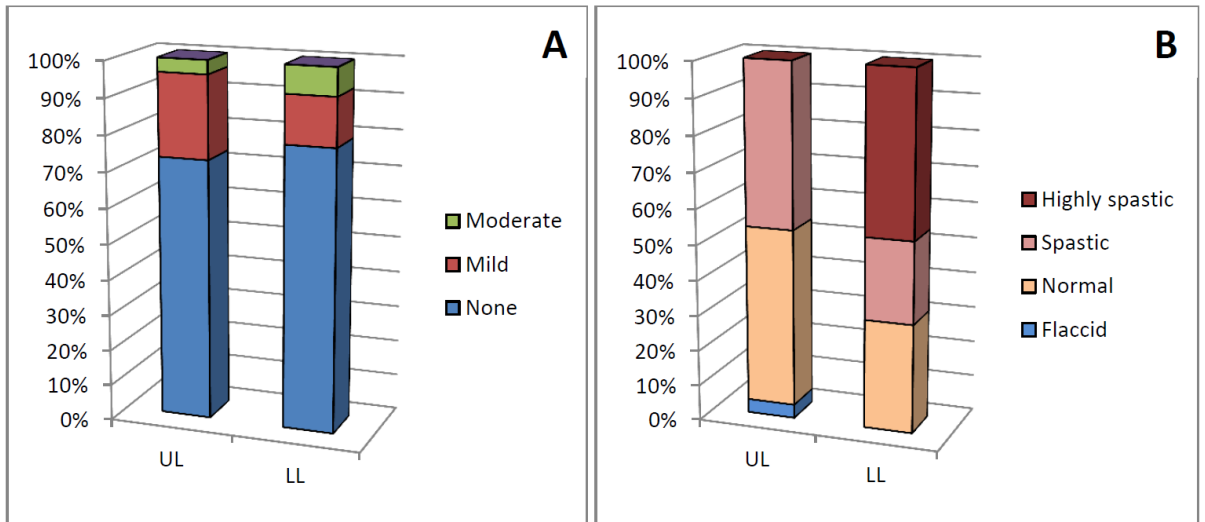 A
100%
90%
80%
70%
60%
50%
40%
30%
20%
10%
0%
UL
LL
Moderate
Mild
None
B
100%
90%
80%
70%
60%
50%
40%
30%
20%
10%
0%
UL
LL
Highly spastic
Spastic
Normal
Flaccid